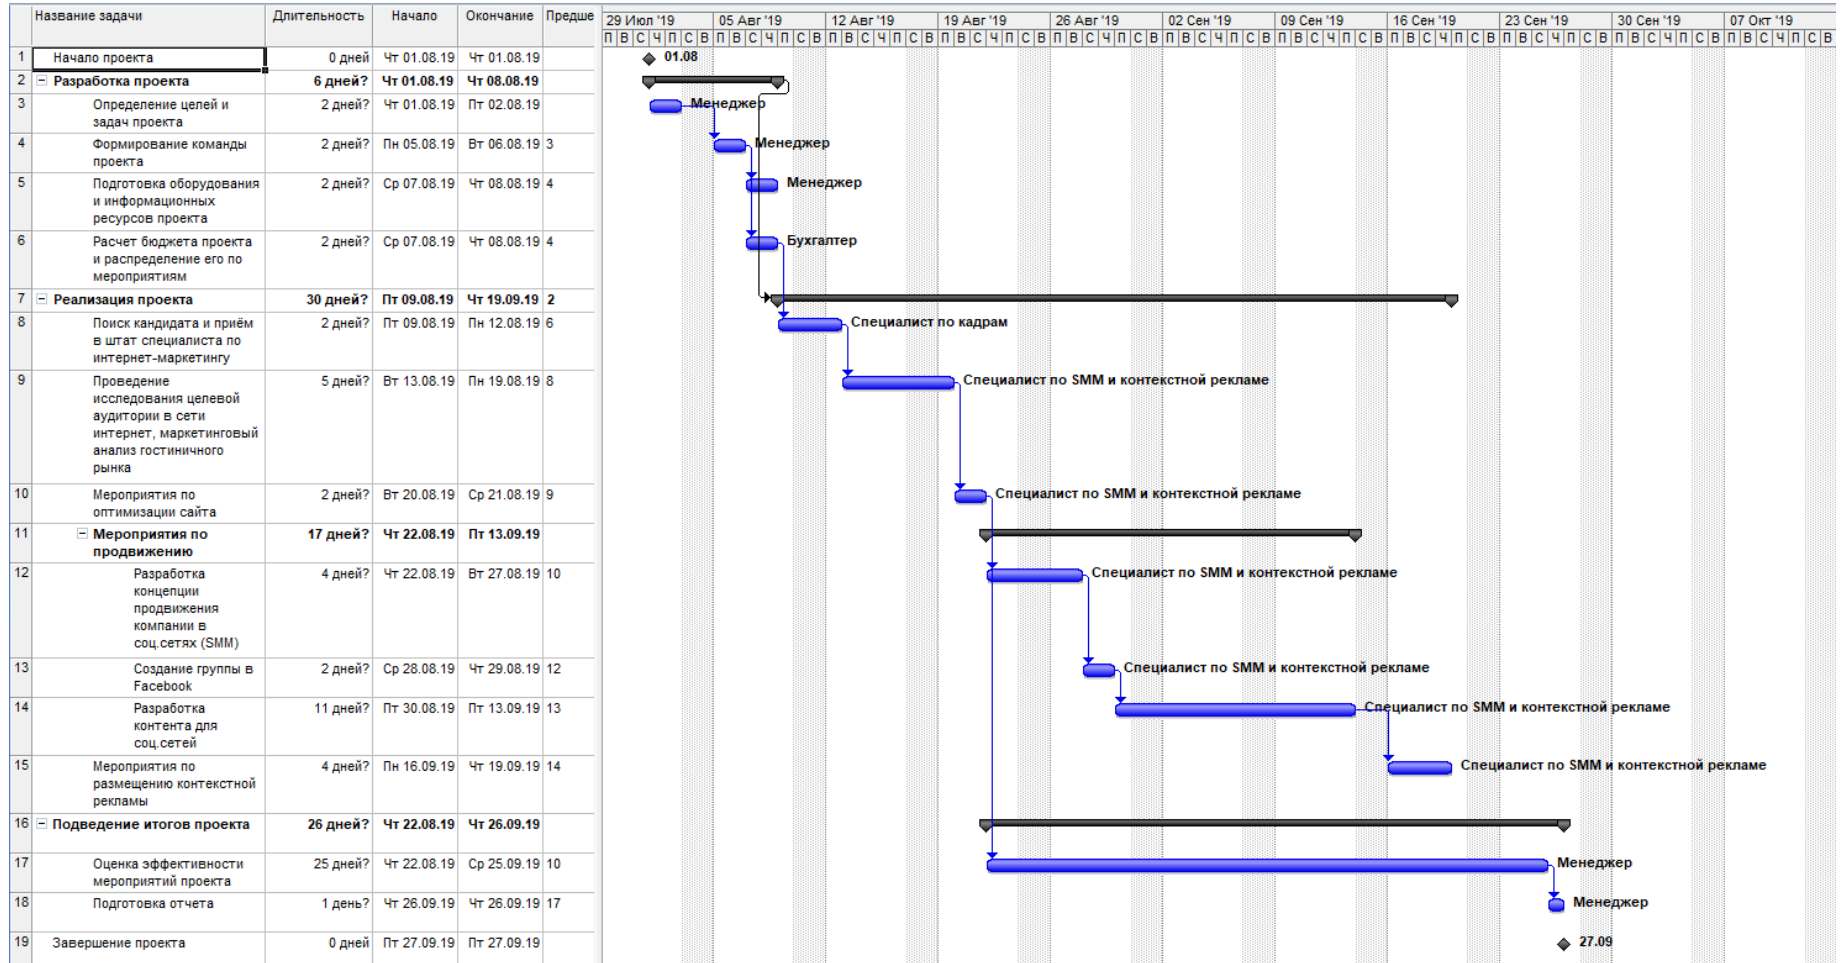 Название задачи Длительность Начало Окончание Предше
29 Июл '19 05 Авг '19 12 Авг '19 19 Авг '19 26 Авг '19 02 Сен '19 09 Сен '19 16 Сен '19 23 Сен '19 30 Сен '19 07 Окт '19
П В С Ч П С В П В С Ч П С В П В С Ч П С В П В С Ч П С В П В С Ч П С В П В С Ч П С В П В С Ч П С В П В С Ч П С В П В С Ч П С В П В С Ч П С В П В С Ч П С В
1 Начало проекта 0 дней Чт 01.08.19 Чт 01.08.19 01.08
2 Разработка проекта 6 дней? Чт 01.08.19 Чт 08.08.19
3 Определение целей и 2 дней? Чт 01.08.19 Пт 02.08.19 Менеджер
задач проекта
4 Формирование команды 2 дней? Пн 05.08.19 Вт 06.08.19 3 Менеджер
проекта
5 Подготовка оборудования 2 дней? Ср 07.08.19 Чт 08.08.19 4 Менеджер
и информационных
ресурсов проекта
6 Расчет бюджета проекта 2 дней? Ср 07.08.19 Чт 08.08.19 4 Бухгалтер
и распределение его по
мероприятиям
7 Реализация проекта 30 дней? Пт 09.08.19 Чт 19.09.19 2
8 Поиск кандидата и приём 2 дней? Пт 09.08.19 Пн 12.08.19 6 Специалист по кадрам
в штат специалиста по
интернет-маркетингу
9 Проведение 5 дней? Вт 13.08.19 Пн 19.08.19 8 Специалист по SMM и контекстной рекламе
исследования целевой
аудитории в сети
интернет, маркетинговый
анализ гостиничного
рынка
10 Мероприятия по 2 дней? Вт 20.08.19 Ср 21.08.19 9 Специалист по SMM и контекстной рекламе
оптимизации сайта
11 Мероприятия по 17 дней? Чт 22.08.19 Пт 13.09.19
продвижению
12 Разработка 4 дней? Чт 22.08.19 Вт 27.08.19 10 Специалист по SMM и контекстной рекламе
концепции
продвижения
компании в
соц.сетях (SMM)
13 Создание группы в 2 дней? Ср 28.08.19 Чт 29.08.19 12 Специалист по SMM и контекстной рекламе
Facebook
14 Разработка 11 дней? Пт 30.08.19 Пт 13.09.19 13 Специалист по SMM и контекстной рекламе
контента для
соц.сетей
15 Мероприятия по 4 дней? Пн 16.09.19 Чт 19.09.19 14 Специалист по SMM и контекстной рекламе
размещению контекстной
рекламы
16 Подведение итогов проекта 26 дней? Чт 22.08.19 Чт 26.09.19
17 Оценка эффективности 25 дней? Чт 22.08.19 Ср 25.09.19 10 Менеджер
мероприятий проекта
18 Подготовка отчета 1 день? Чт 26.09.19 Чт 26.09.19 17 Менеджер
19 Завершение проекта 0 дней Пт 27.09.19 Пт 27.09.19 27.09